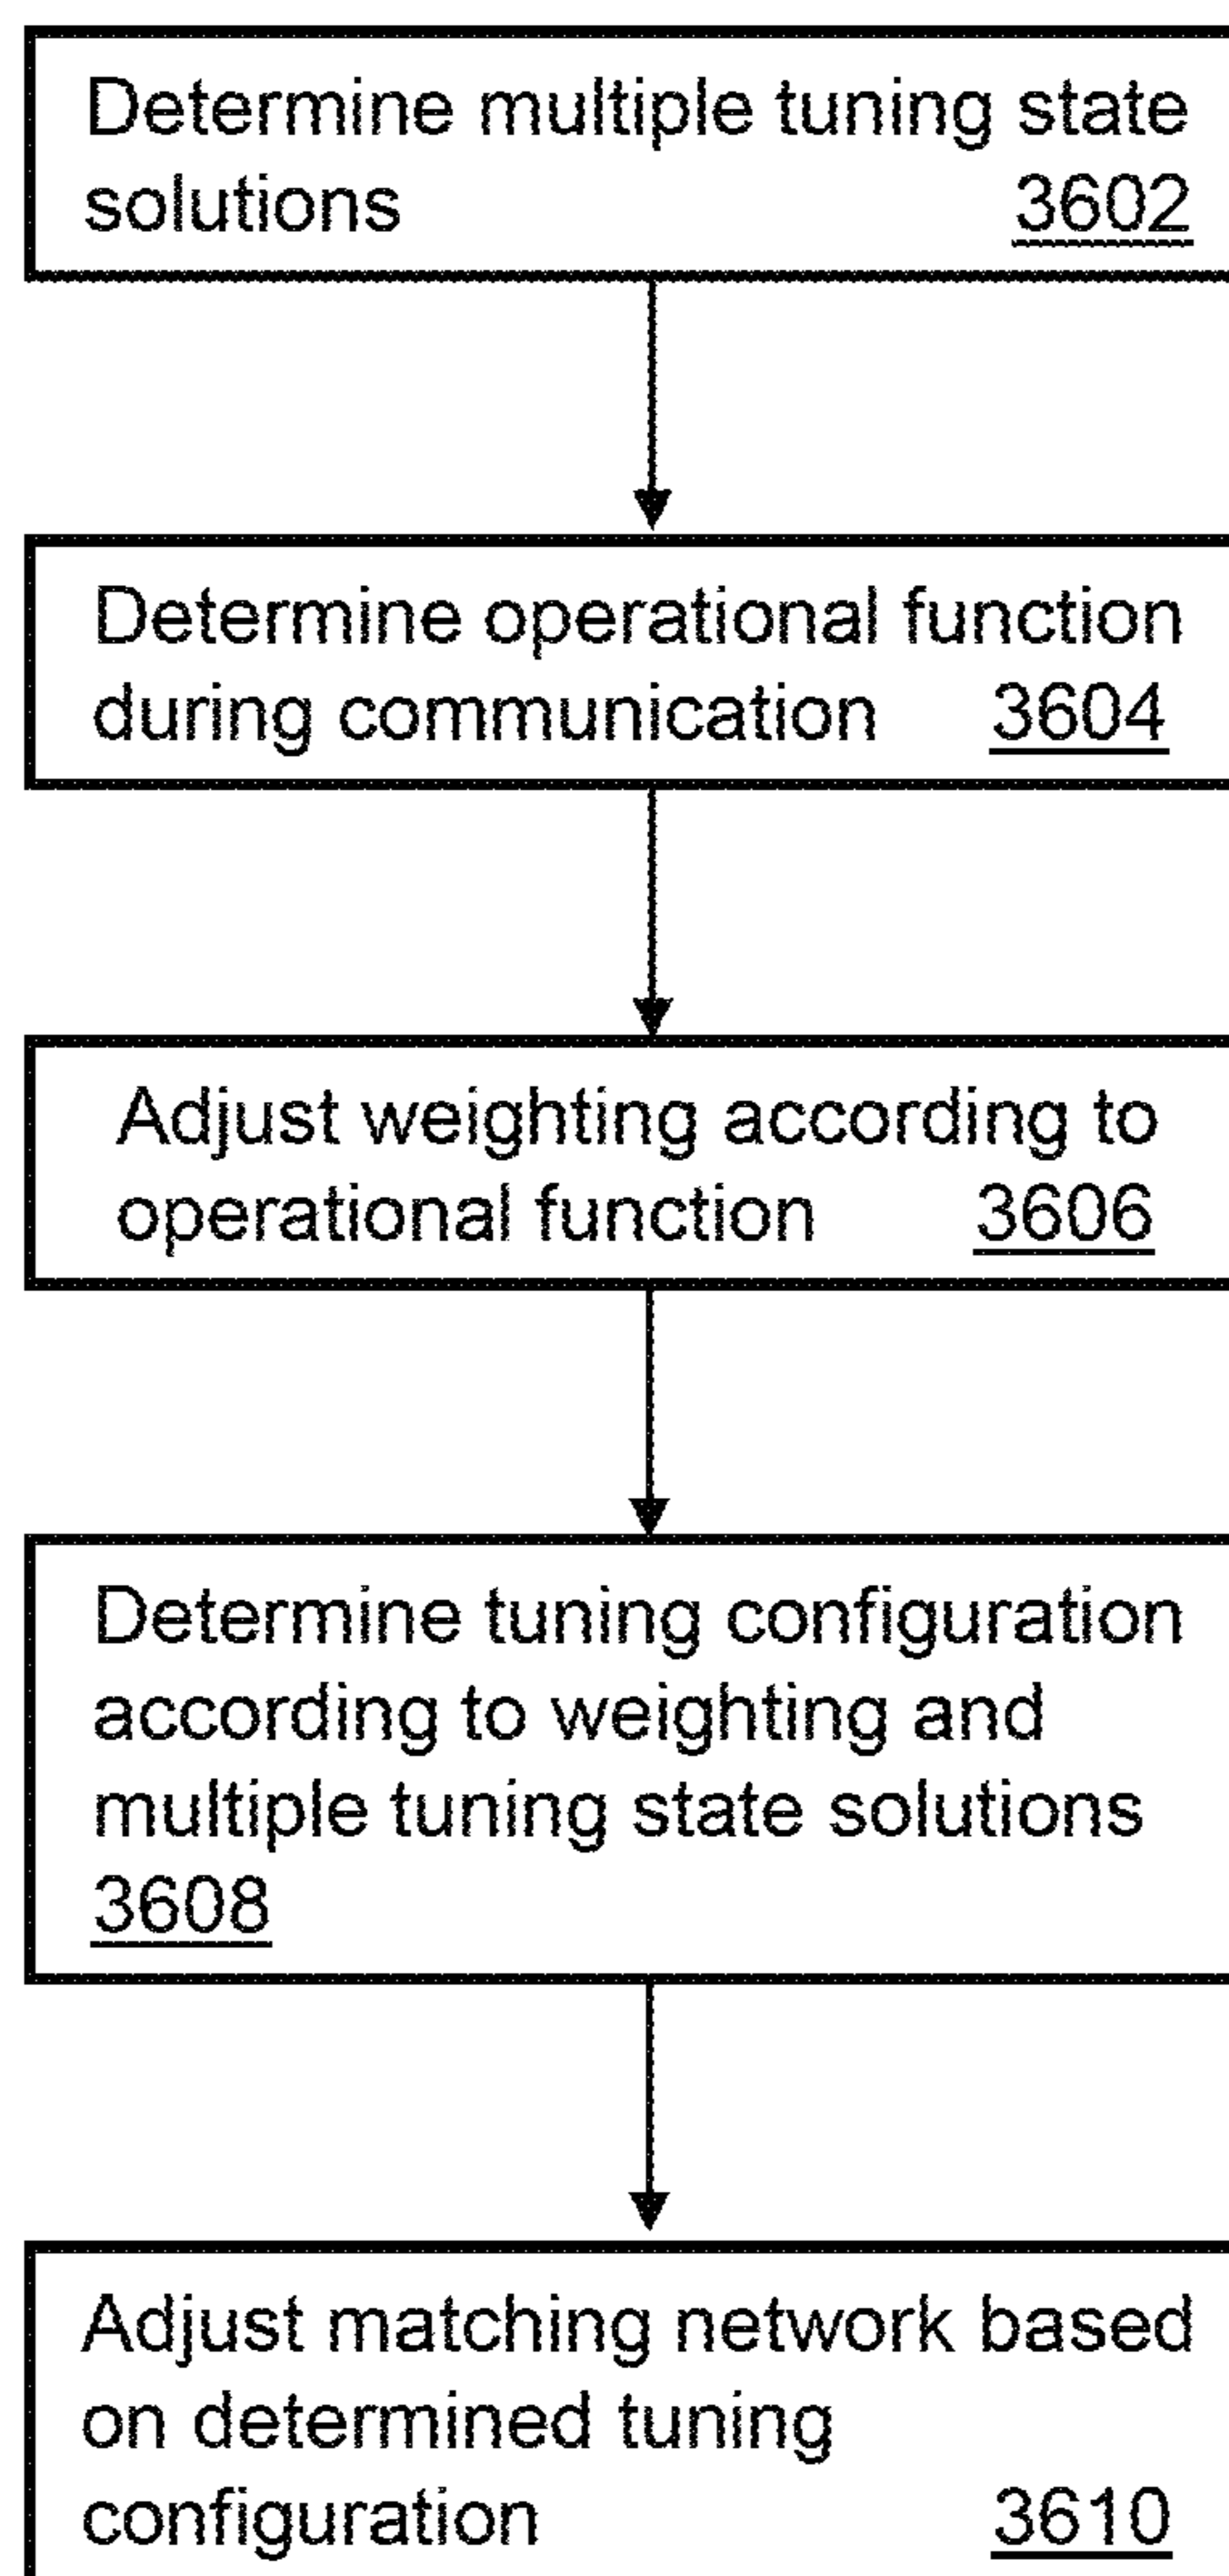 Determine multiple tuning state
solutions 3602
Determine operational function
during communication 3604
Adjust weighting according to
operational function 3606
Determine tuning configuration
according to weighting and
multiple tuning state solutions
3608
Adjust matching network based
on determined tuning
configuration 3610